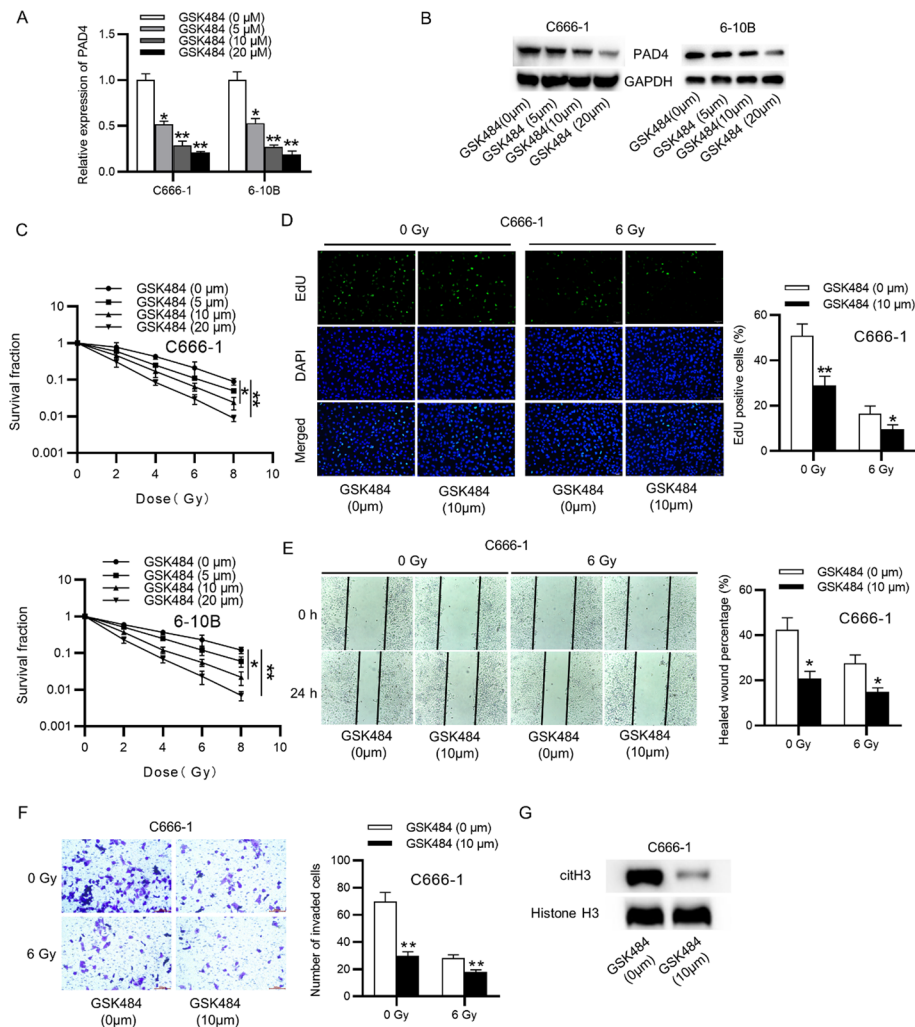 A
GSK484 (0 µM)
GSK484 (5 µM)
GSK484 (10 µM)
GSK484 (20 µM)
Relative expression of PAD4
1.5
1.0
0.5
0.0
*
**
**
*
**
**
C666-1
6-10B
B
C666-1
6-10B
PAD4
GAPDH
GSK484(0µm)
GSK484 (5µm)
GSK484(10µm)
GSK484 (20µm)
GSK484(0µm)
GSK484 (5µm)
GSK484(10µm)
GSK484 (20µm)
C
GSK484 (0 µm)
GSK484 (5 µm)
GSK484 (10 µm)
GSK484 (20 µm)
C666-1
Survival fraction
10
1
0.1
0.01
0.001
*
**
0 2 4 6 8 10
Dose( Gy)
GSK484 (0 µm)
GSK484 (5 µm)
GSK484 (10 µm)
GSK484 (20 µm)
6-10B
Survival fraction
10
1
0.1
0.01
0.001
*
**
0 2 4 6 8 10
Dose( Gy)
D
C666-1
0 Gy
6 Gy
EdU
DAPI
Merged
GSK484
(0µm)
GSK484
(10µm)
GSK484
(0µm)
GSK484
(10µm)
GSK484 (0 µm)
GSK484 (10 µm)
C666-1
EdU positive cells (%)
60
40
20
0
**
*
0 Gy
6 Gy
E
C666-1
0 Gy
6 Gy
0 h
24 h
GSK484
(0µm)
GSK484
(10µm)
GSK484
(0µm)
GSK484
(10µm)
GSK484 (0 µm)
GSK484 (10 µm)
C666-1
Healed wound percentage (%)
60
40
20
0
*
*
0 Gy
6 Gy
F
C666-1
0 Gy
6 Gy
GSK484
(0µm)
GSK484
(10µm)
GSK484 (0 µm)
GSK484 (10 µm)
C666-1
Number of invaded cells
100
80
60
40
20
0
**
**
0 Gy
6 Gy
G
C666-1
citH3
Histone H3
GSK484
(0µm)
GSK484
(10µm)